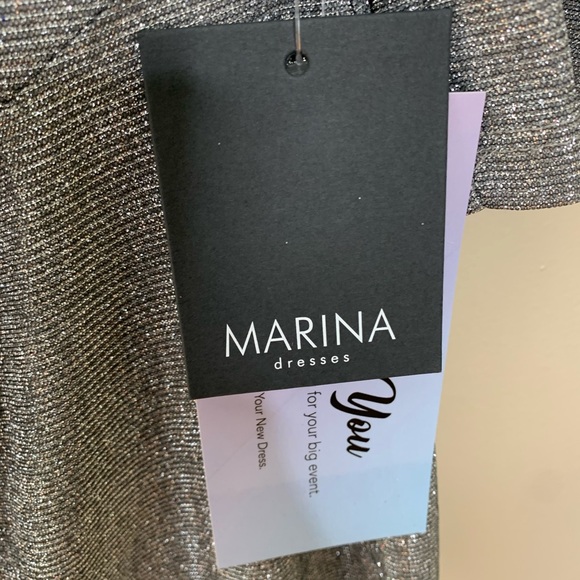 MARINA
dresses
You
for your big event.
Your New Dress.